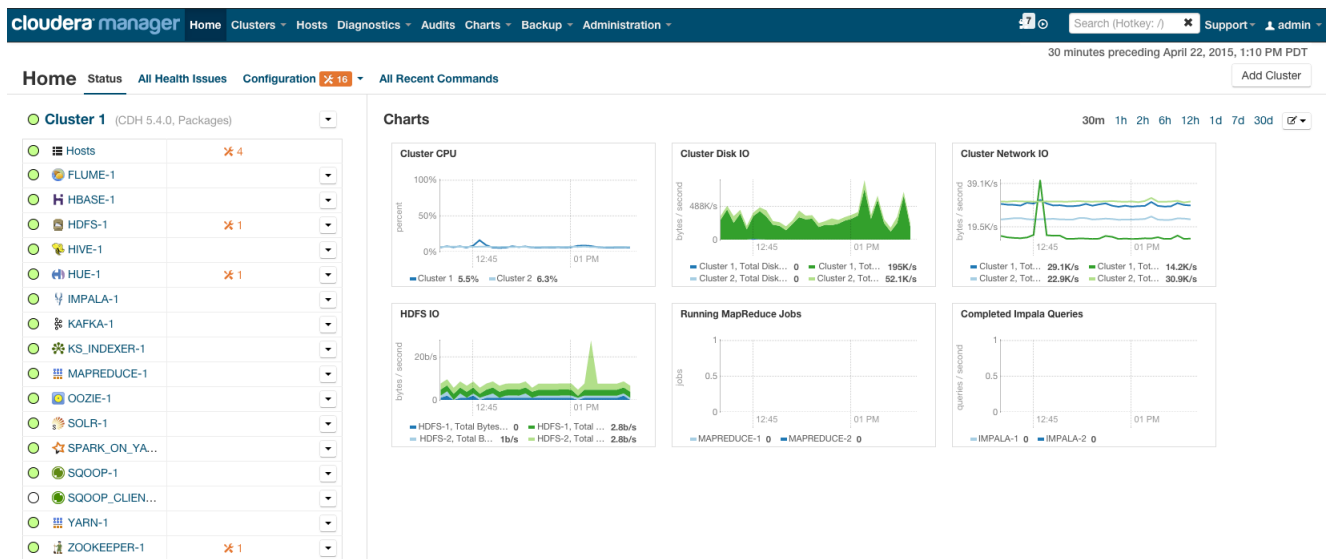 cloudera manager Home Clusters Hosts Diagnostics Audits Charts Backup Administration 7 Search (Hotkey: /) Support admin
30 minutes preceding April 22, 2015, 1:10 PM PDT
Home Status All Health Issues Configuration 16 All Recent Commands Add Cluster
Cluster 1 (CDH 5.4.0, Packages)
Hosts 4
FLUME-1
HBASE-1
HDFS-1 1
HIVE-1
HUE-1 1
IMPALA-1
KAFKA-1
KS_INDEXER-1
MAPREDUCE-1
OOZIE-1
SOLR-1
SPARK_ON_YA...
SQOOP-1
SQOOP_CLIEN...
YARN-1
ZOOKEEPER-1 1
Charts 30m 1h 2h 6h 12h 1d 7d 30d
Cluster CPU
percent
100%
50%
0%
12:45 01 PM
Cluster 1 5.5% Cluster 2 6.3%
Cluster Disk IO
bytes / second
488K/s
0
12:45 01 PM
Cluster 1, Total Disk... 0 Cluster 1, Tot... 195K/s
Cluster 2, Total Disk... 0 Cluster 2, Tot... 52.1K/s
Cluster Network IO
bytes / second
39.1K/s
19.5K/s
12:45 01 PM
Cluster 1, Tot... 29.1K/s Cluster 1, Tot... 14.2K/s
Cluster 2, Tot... 22.9K/s Cluster 2, Tot... 30.9K/s
HDFS IO
bytes / second
20b/s
0
12:45 01 PM
HDFS-1, Total Bytes... 0 HDFS-1, Total ... 2.8b/s
HDFS-2, Total B... 1b/s HDFS-2, Total ... 2.8b/s
Running MapReduce Jobs
jobs
1
0.5
0
12:45 01 PM
MAPREDUCE-1 0 MAPREDUCE-2 0
Completed Impala Queries
queries / second
1
0.5
0
12:45 01 PM
IMPALA-1 0 IMPALA-2 0